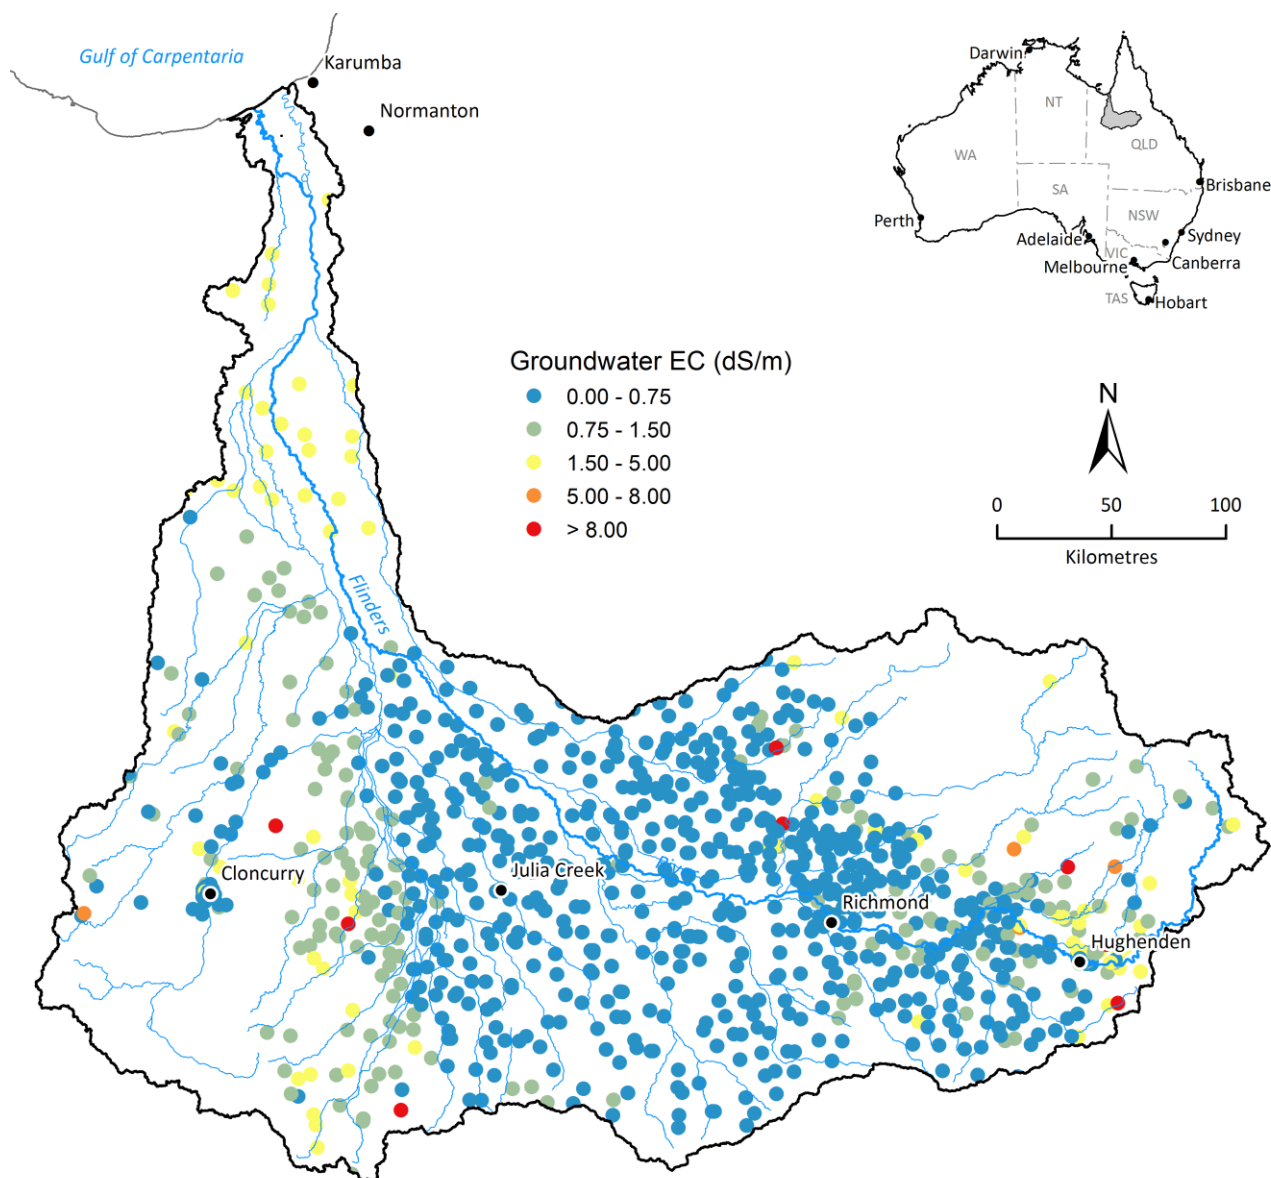 Gulf of Carpentaria
Karumba
Normanton
Darwin
NT
WA
QLD
SA
Brisbane
NSW
Perth
Adelaide
Sydney
VIC
Melbourne
Canberra
TAS
Hobart
Groundwater EC (dS/m)
0.00 - 0.75
0.75 - 1.50
1.50 - 5.00
5.00 - 8.00
> 8.00
N
0 50 100
Kilometres
Flinders
Cloncurry
Julia Creek
Richmond
Hughenden